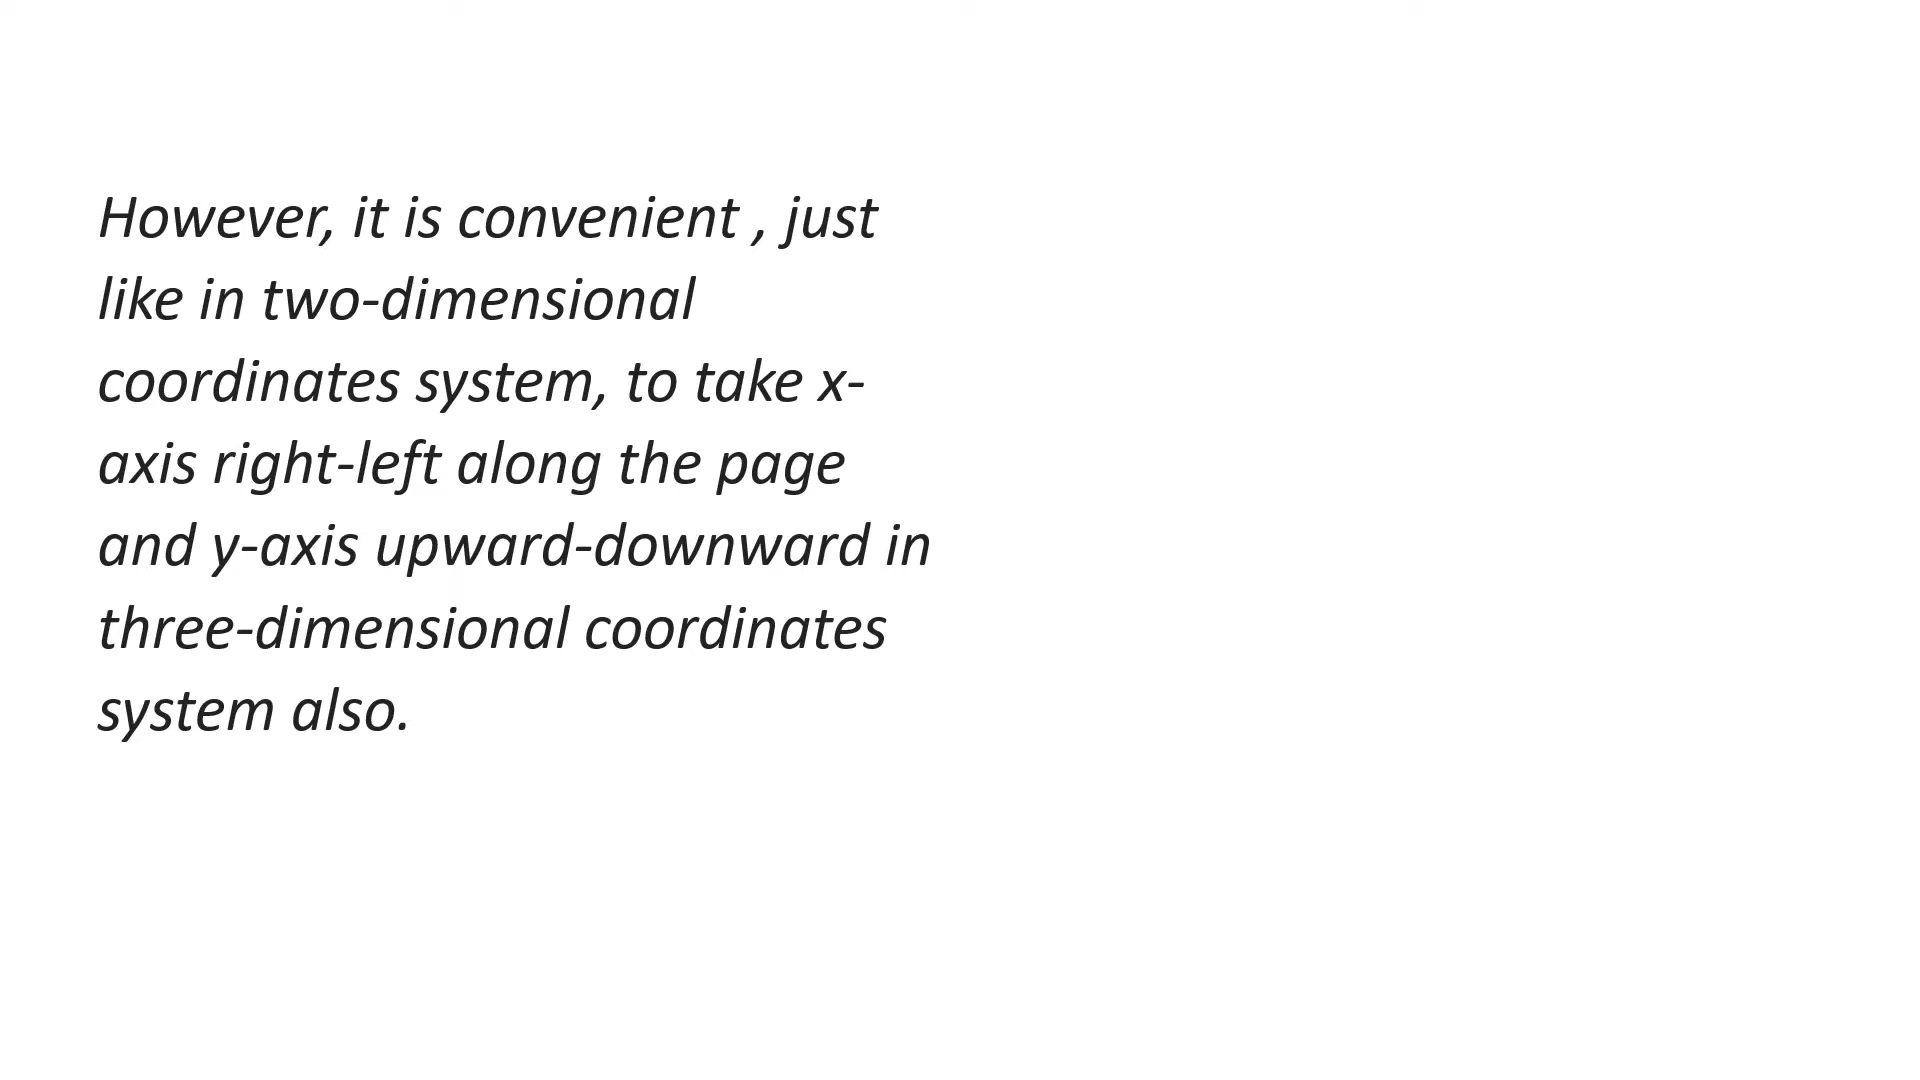 However, it is convenient , just
like in two-dimensional
coordinates system, to take x-
axis right-left along the page
and y-axis upward-downward in
three-dimensional coordinates
system also.